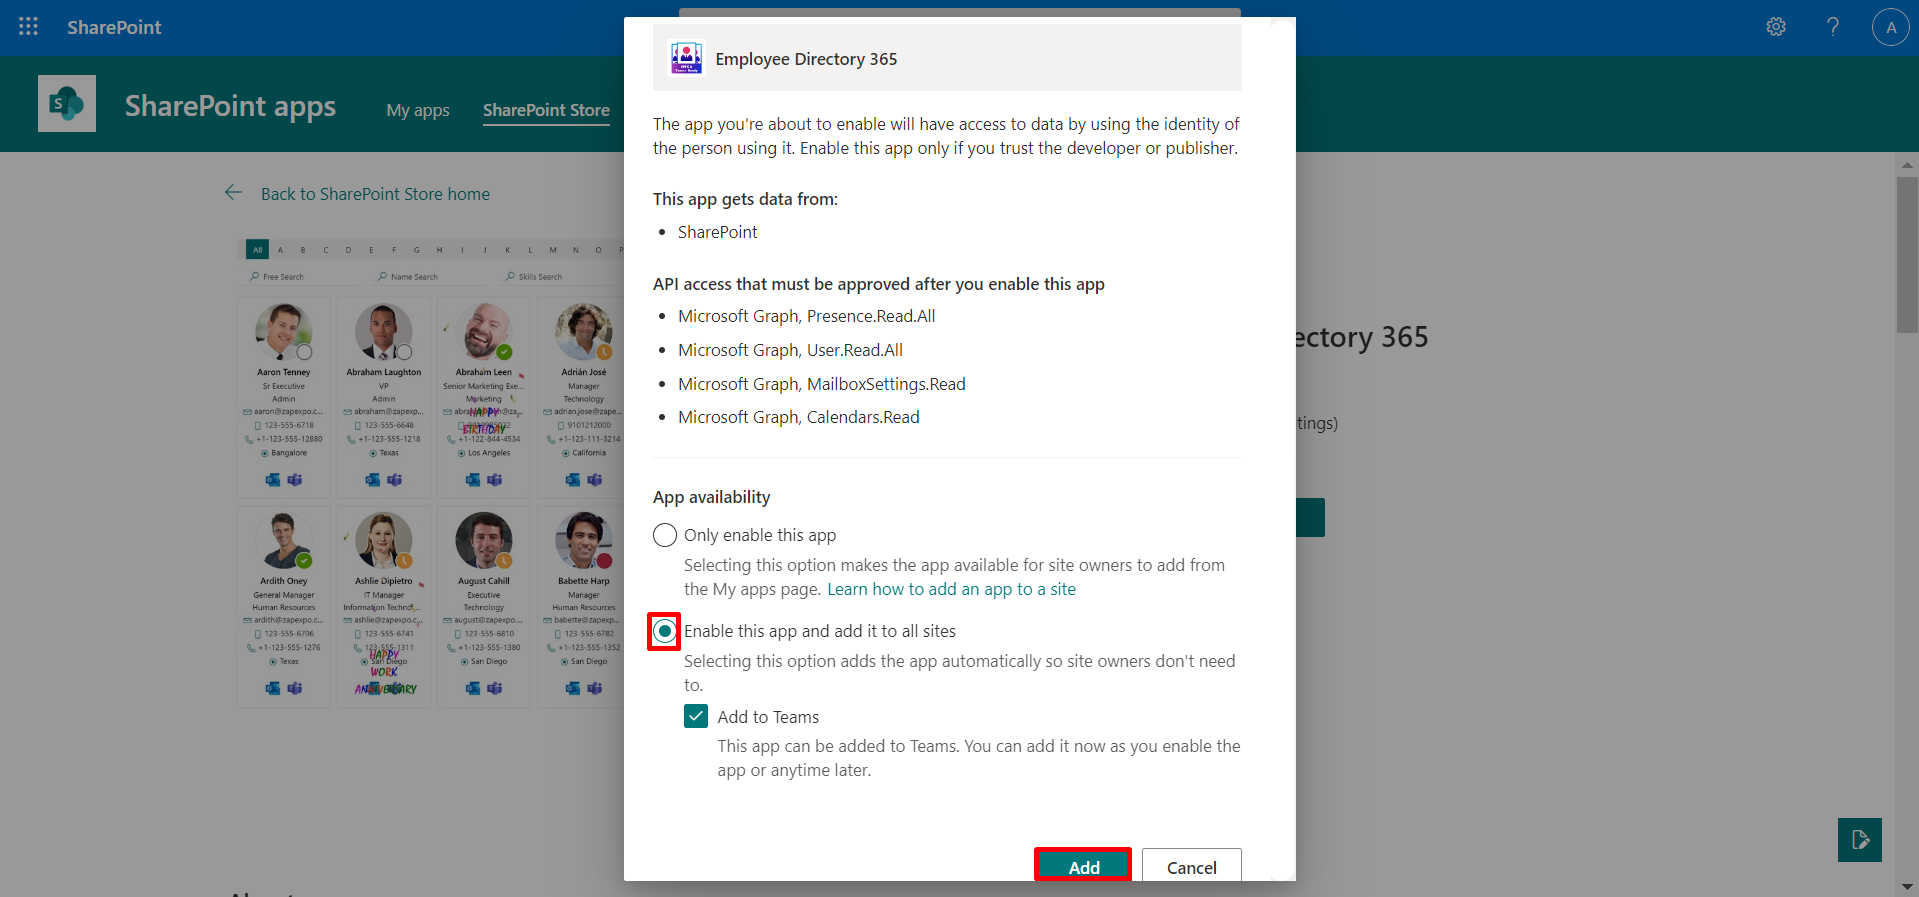 SharePoint
A
SharePoint apps
My apps
SharePoint Store
Back to SharePoint Store home
All A B C D E F G H I J K L M N O P
Free Search
Name Search
Skills Search
Aaron Tenney
Sr Executive
Admin
aaron@zapexpo.c...
123-555-6718
+1-123-555-12880
Bangalore
Abraham Laughton
VP
Admin
abraham@zapexp...
123-555-6648
+1-123-555-1218
Texas
Abraham Leen
Senior Marketing Exe...
Marketing
HAPPY
BIRTHDAY
+1-122-844-4534
Los Angeles
Adrián José
Manager
Technology
adrian.jose@zape...
9101212000
+1-123-111-3214
California
Ardith Oney
General Manager
Human Resources
ardith@zapexpo.c...
123-555-6706
+1-123-555-1276
Texas
Ashlie Dipietro
IT Manager
Information Technol...
ashlie@zapexpo.c...
123-555-6741
+1-123-555-1311
San Diego
HAPPY
WORK
ANNIVERSARY
August Cahill
Executive
Technology
august@zapexpo.c...
123-555-6810
+1-123-555-1380
San Diego
Babette Harp
Manager
Human Resources
babette@zapexpo...
123-555-6782
+1-123-555-1352
San Diego
Employee Directory 365
The app you're about to enable will have access to data by using the identity of
the person using it. Enable this app only if you trust the developer or publisher.
This app gets data from:
• SharePoint
API access that must be approved after you enable this app
• Microsoft Graph, Presence.Read.All
• Microsoft Graph, User.Read.All
• Microsoft Graph, MailboxSettings.Read
• Microsoft Graph, Calendars.Read
App availability
Only enable this app
Selecting this option makes the app available for site owners to add from
the My apps page. Learn how to add an app to a site
Enable this app and add it to all sites
Selecting this option adds the app automatically so site owners don't need
to.
Add to Teams
This app can be added to Teams. You can add it now as you enable the
app or anytime later.
Add
Cancel
ectory 365
tings)